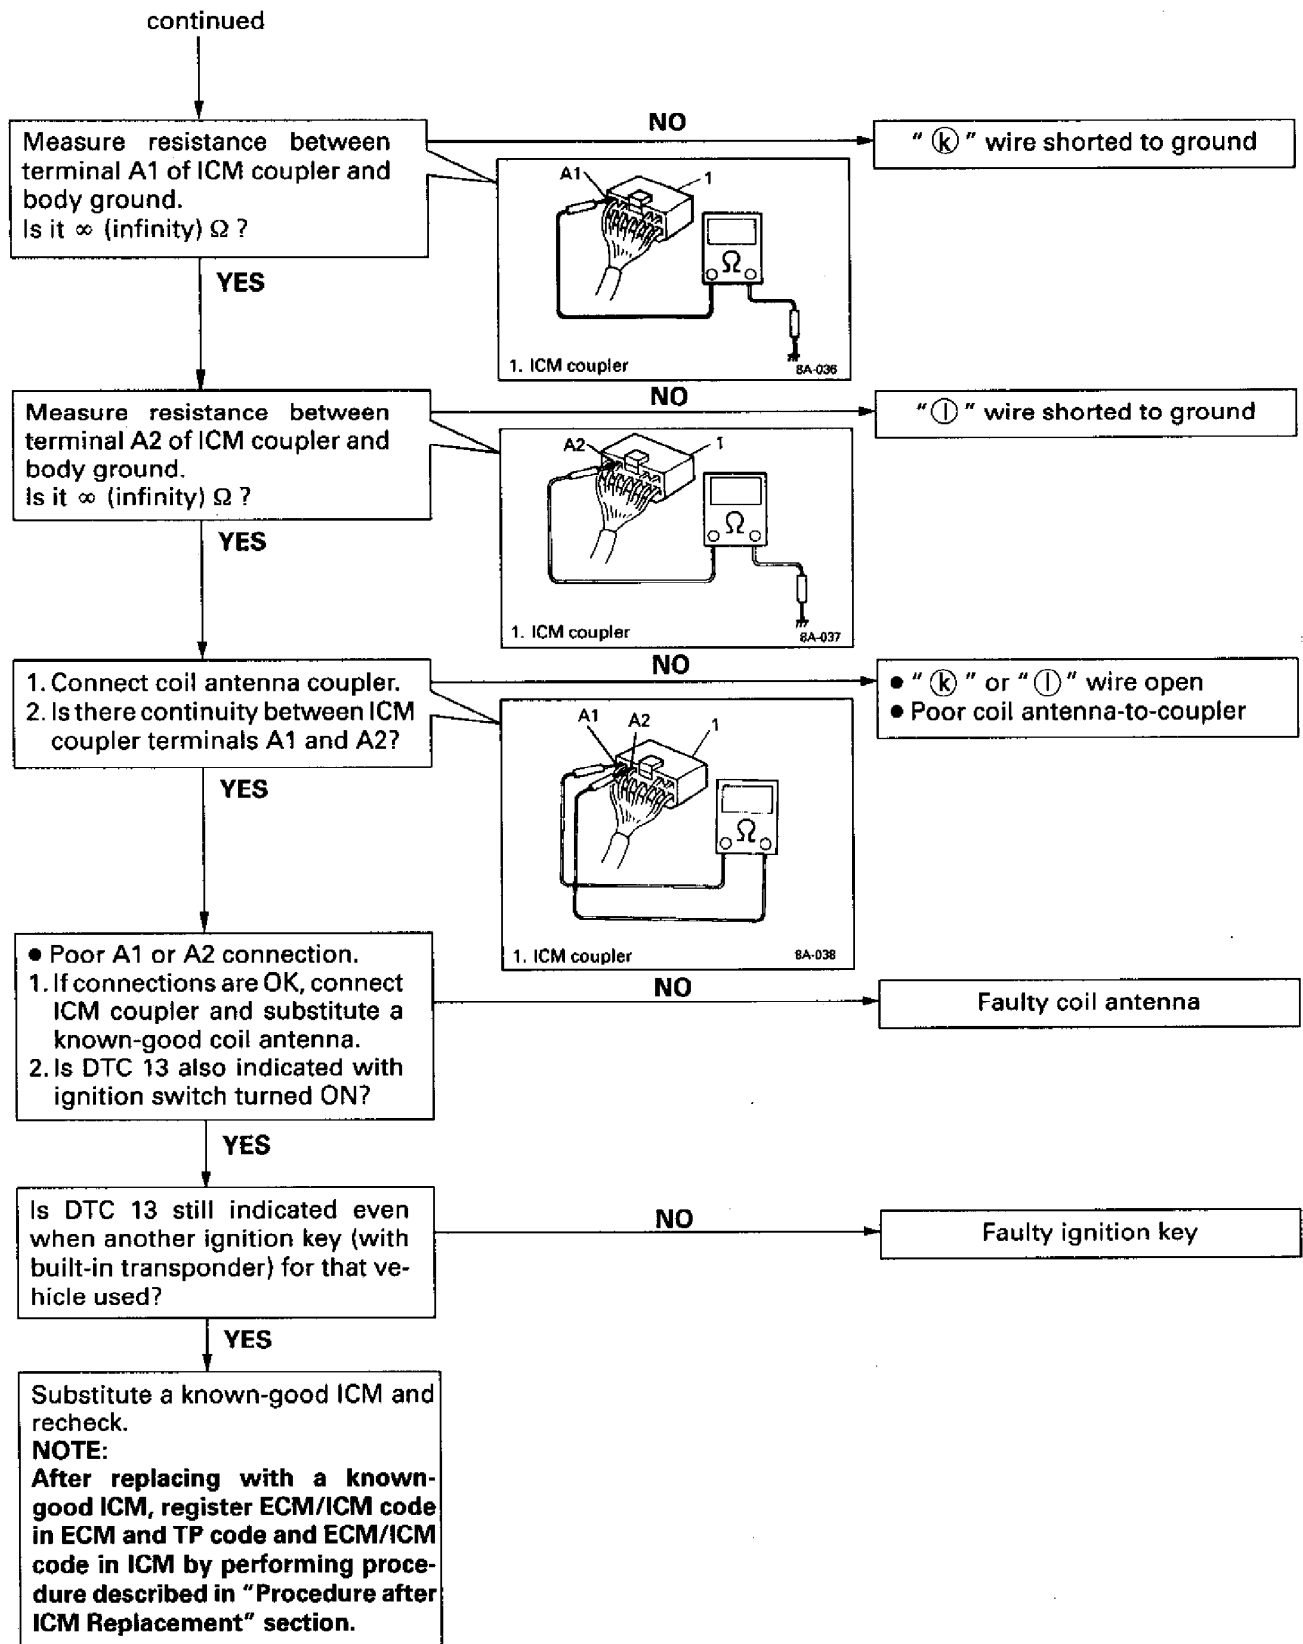 continued
Measure resistance between
terminal A1 of ICM coupler and
body ground.
Is it ∞ (infinity) Ω ?
NO
" ⓚ " wire shorted to ground
A1
1
Ω
1. ICM coupler
8A-036
YES
Measure resistance between
terminal A2 of ICM coupler and
body ground.
Is it ∞ (infinity) Ω ?
NO
" ⓛ " wire shorted to ground
A2
1
Ω
1. ICM coupler
8A-037
YES
1. Connect coil antenna coupler.
2. Is there continuity between ICM
coupler terminals A1 and A2?
NO
● " ⓚ " or " ⓛ " wire open
● Poor coil antenna-to-coupler
A1
A2
1
Ω
1. ICM coupler
8A-038
YES
● Poor A1 or A2 connection.
1. If connections are OK, connect
ICM coupler and substitute a
known-good coil antenna.
2. Is DTC 13 also indicated with
ignition switch turned ON?
NO
Faulty coil antenna
YES
Is DTC 13 still indicated even
when another ignition key (with
built-in transponder) for that ve-
hicle used?
NO
Faulty ignition key
YES
Substitute a known-good ICM and
recheck.
NOTE:
After replacing with a known-
good ICM, register ECM/ICM code
in ECM and TP code and ECM/ICM
code in ICM by performing proce-
dure described in "Procedure after
ICM Replacement" section.